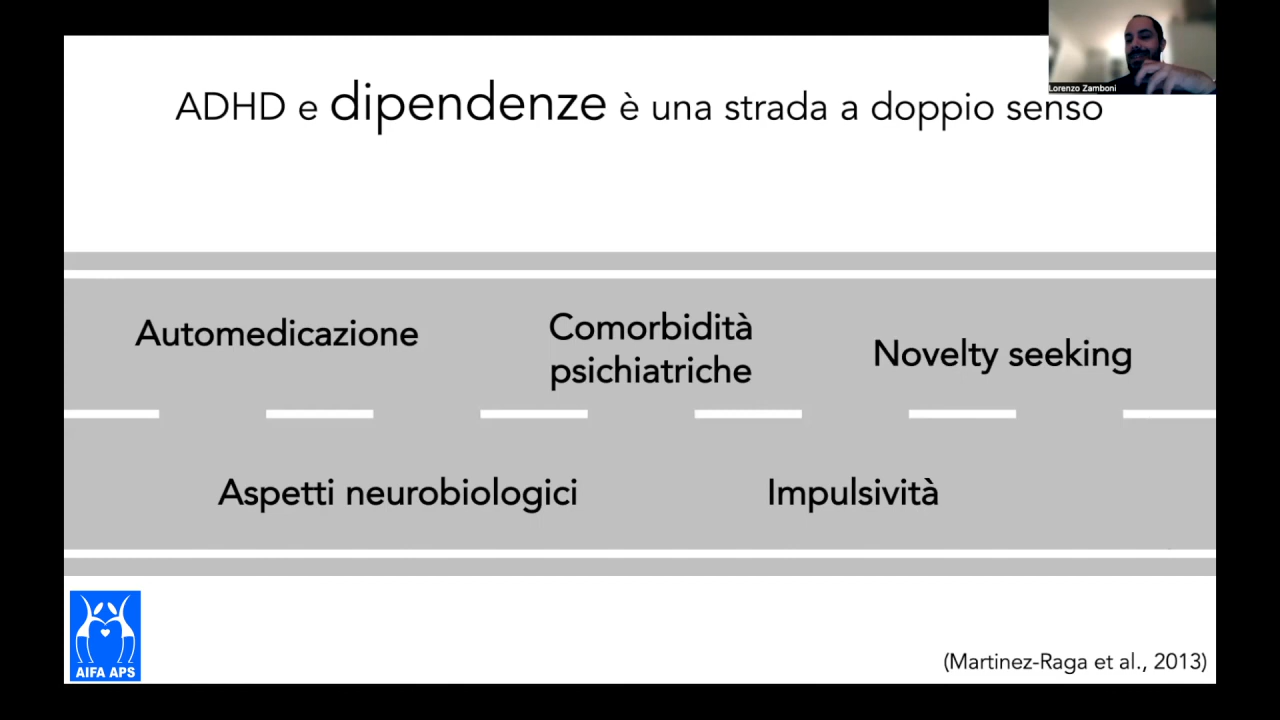 Lorenzo Zamboni
ADHD e dipendenze è una strada a doppio senso
Automedicazione
Comorbidità
psichiatriche
Novelty seeking
Aspetti neurobiologici
Impulsività
AIFA APS
(Martinez-Raga et al., 2013)